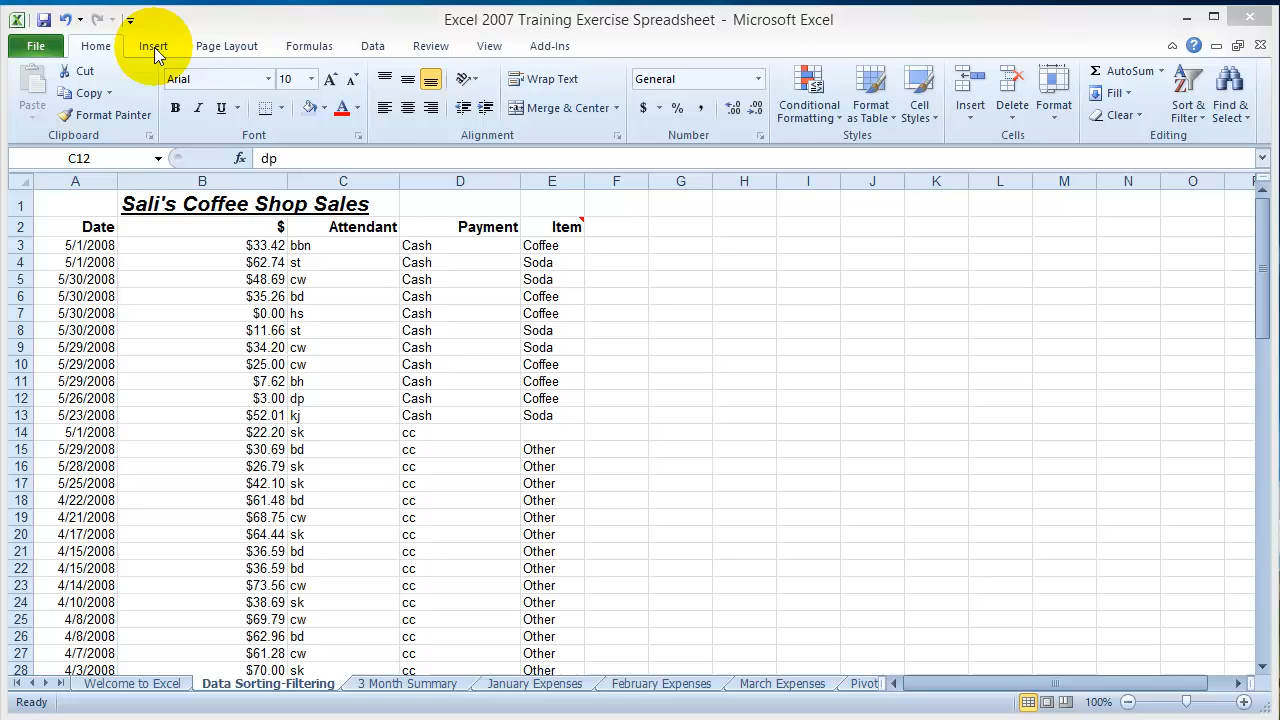 Excel 2007 Training Exercise Spreadsheet - Microsoft Excel
File Home Insert Page Layout Formulas Data Review View Add-Ins
Paste Cut Copy Format Painter Clipboard
Arial 10 A A B I U A Font
Wrap Text Merge & Center Alignment
General $ % , .0 .00 .00 .0 Number
Conditional Formatting Format as Table Cell Styles Styles
Insert Delete Format Cells
Σ AutoSum Fill Clear Sort & Filter Find & Select Editing
C12 fx dp
A B C D E F G H I J K L M N O
1 Sali's Coffee Shop Sales
2 Date $ Attendant Payment Item
3 5/1/2008 $33.42 bbn Cash Coffee
4 5/1/2008 $62.74 st Cash Soda
5 5/30/2008 $48.69 cw Cash Soda
6 5/30/2008 $35.26 bd Cash Coffee
7 5/30/2008 $0.00 hs Cash Coffee
8 5/30/2008 $11.66 st Cash Soda
9 5/29/2008 $34.20 cw Cash Soda
10 5/29/2008 $25.00 cw Cash Coffee
11 5/29/2008 $7.62 bh Cash Coffee
12 5/26/2008 $3.00 dp Cash Coffee
13 5/23/2008 $52.01 kj Cash Soda
14 5/1/2008 $22.20 sk cc
15 5/29/2008 $30.69 bd cc Other
16 5/28/2008 $26.79 sk cc Other
17 5/25/2008 $42.10 sk cc Other
18 4/22/2008 $61.48 bd cc Other
19 4/21/2008 $68.75 cw cc Other
20 4/17/2008 $64.44 sk cc Other
21 4/15/2008 $36.59 bd cc Other
22 4/15/2008 $36.59 bd cc Other
23 4/14/2008 $73.56 cw cc Other
24 4/10/2008 $38.69 sk cc Other
25 4/8/2008 $69.79 cw cc Other
26 4/8/2008 $62.96 bd cc Other
27 4/7/2008 $61.28 cw cc Other
28 4/3/2008 $70.00 sk cc Other
Welcome to Excel Data Sorting-Filtering 3 Month Summary January Expenses February Expenses March Expenses Pivot
Ready 100%